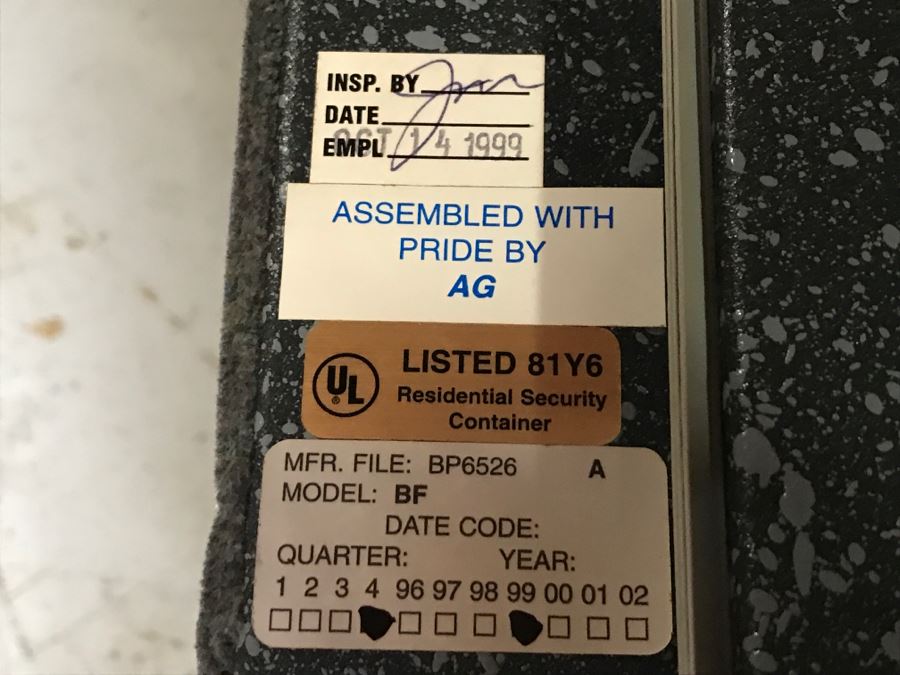 INSP. BY
DATE
EMPL
OCT 14 1999
ASSEMBLED WITH
PRIDE BY
AG
UL
®
LISTED 81Y6
Residential Security
Container
MFR. FILE: BP6526 A
MODEL: BF
DATE CODE:
QUARTER: YEAR:
1 2 3 4 96 97 98 99 00 01 02